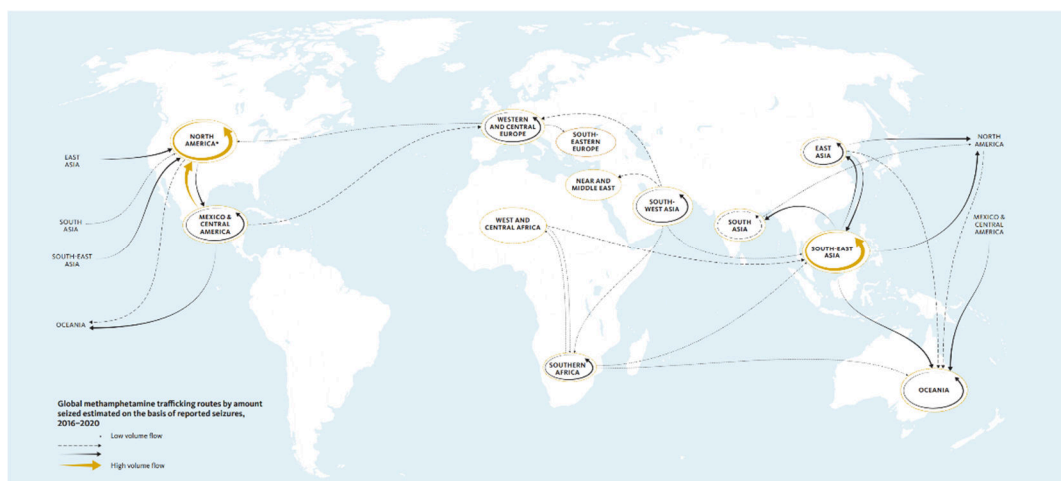 NORTH
AMERICA*
EAST
ASIA
SOUTH
ASIA
SOUTH-EAST
ASIA
MEXICO &
CENTRAL
AMERICA
OCEANIA
WESTERN
AND CENTRAL
EUROPE
SOUTH-
EASTERN
EUROPE
NEAR AND
MIDDLE EAST
SOUTH-
WEST ASIA
WEST AND
CENTRAL AFRICA
SOUTHERN
AFRICA
EAST
ASIA
SOUTH
ASIA
SOUTH-EAST
ASIA
NORTH
AMERICA
MEXICO &
CENTRAL
AMERICA
OCEANIA
Global methamphetamine trafficking routes by amount
seized estimated on the basis of reported seizures,
2016–2020
Low volume flow
High volume flow